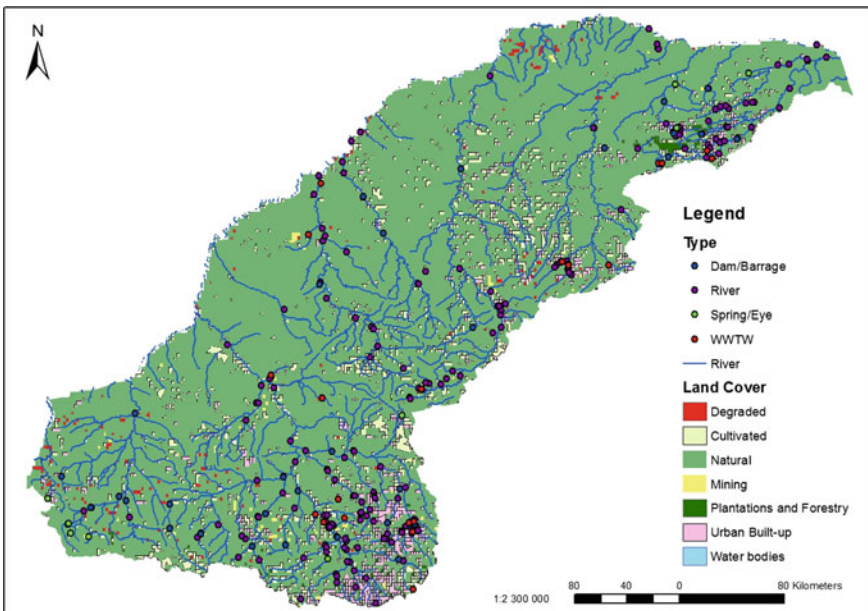 N
Legend
Type
Dam/Barrage
River
Spring/Eye
WWTW
River
Land Cover
Degraded
Cultivated
Natural
Mining
Plantations and Forestry
Urban Built-up
Water bodies
1:2 300 000
80 40 0 80 Kilometers